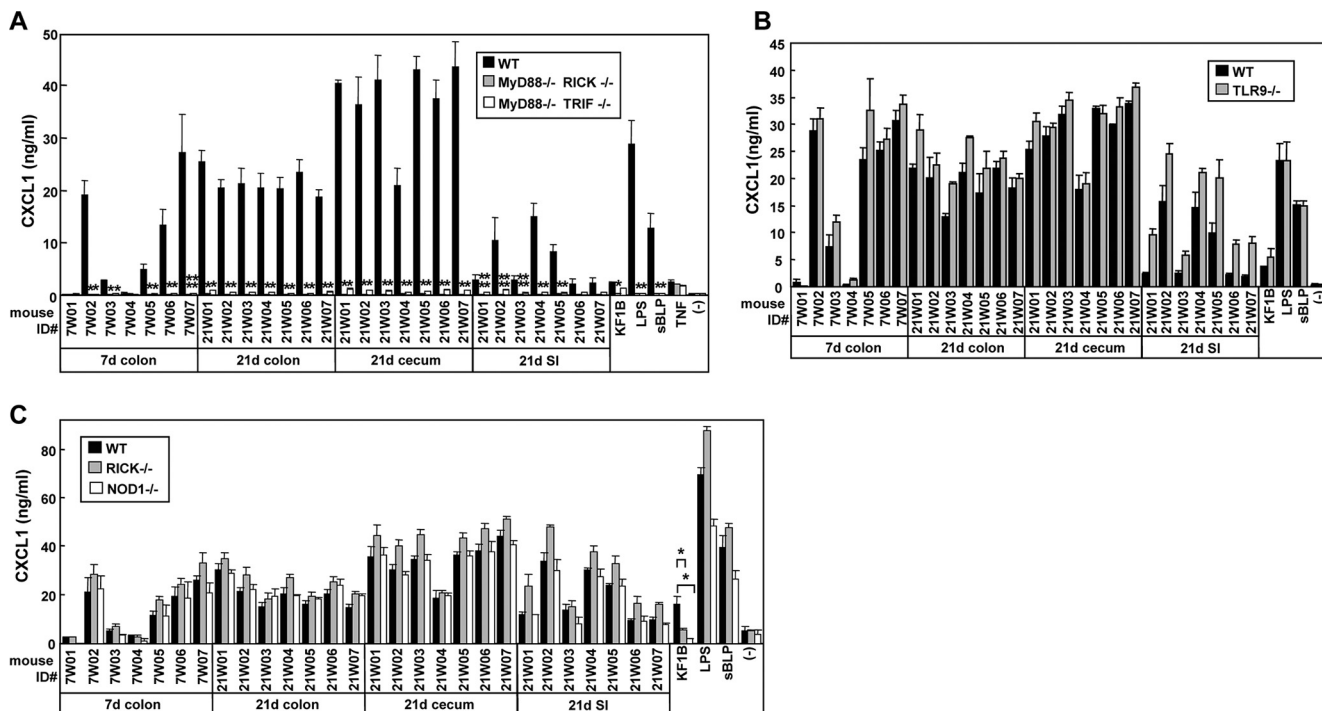 A
CXCL1 (ng/ml)
50
40
30
20
10
0
WT
MyD88-/- RICK -/-
MyD88-/- TRIF -/-
** ** ** ** ** ** ** ** ** ** ** ** ** ** ** ** ** ** ** ** ** ** ** ** ** ** ** * ** **
mouse
ID#
7W01 7W02 7W03 7W04 7W05 7W06 7W07 21W01 21W02 21W03 21W04 21W05 21W06 21W07 21W01 21W02 21W03 21W04 21W05 21W06 21W07 21W01 21W02 21W03 21W04 21W05 21W06 21W07 KF1B LPS sBLP TNF (-)
7d colon 21d colon 21d cecum 21d SI
B
CXCL1(ng/ml)
45
40
35
30
25
20
15
10
5
0
WT
TLR9-/-
mouse
ID#
7W01 7W02 7W03 7W04 7W05 7W06 7W07 21W01 21W02 21W03 21W04 21W05 21W06 21W07 21W01 21W02 21W03 21W04 21W05 21W06 21W07 21W01 21W02 21W03 21W04 21W05 21W06 21W07 KF1B LPS sBLP (-)
7d colon 21d colon 21d cecum 21d SI
C
CXCL1 (ng/ml)
80
60
40
20
0
WT
RICK-/-
NOD1-/-
*
*
mouse
ID#
7W01 7W02 7W03 7W04 7W05 7W06 7W07 21W01 21W02 21W03 21W04 21W05 21W06 21W07 21W01 21W02 21W03 21W04 21W05 21W06 21W07 21W01 21W02 21W03 21W04 21W05 21W06 21W07 KF1B LPS sBLP (-)
7d colon 21d colon 21d cecum 21d SI